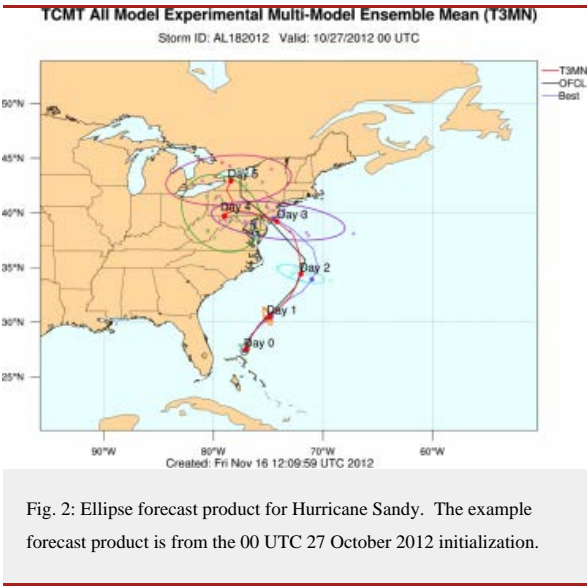 TCMT All Model Experimental Multi-Model Ensemble Mean (T3MN)
Storm ID: AL182012 Valid: 10/27/2012 00 UTC
T3MN
OFCL
Best
50°N
45°N
Day 5
Day 4
Day 3
40°N
Day 2
35°N
Day 1
30°N
Day 0
25°N
90°W 80°W 70°W 60°W
Created: Fri Nov 16 12:09:59 UTC 2012
Fig. 2: Ellipse forecast product for Hurricane Sandy. The example
forecast product is from the 00 UTC 27 October 2012 initialization.